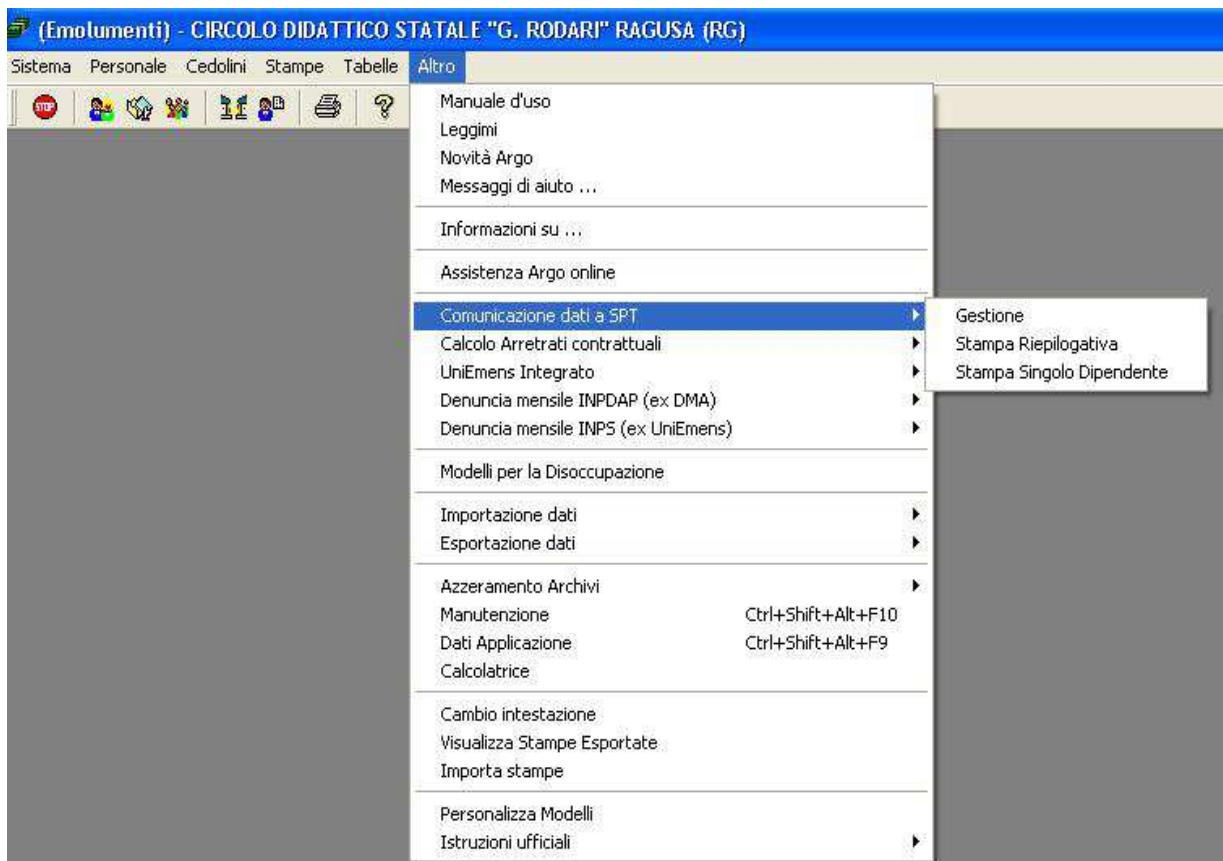 (Emolumenti) - CIRCOLO DIDATTICO STATALE "G. RODARI" RAGUSA (RG)
Sistema Personale Cedolini Stampe Tabelle Altro
STOP
Manuale d'uso
Leggimi
Novità Argo
Messaggi di aiuto ...
Informazioni su ...
Assistenza Argo online
Comunicazione dati a SPT
Calcolo Arretrati contrattuali
UniEmens Integrato
Denuncia mensile INPDAP (ex DMA)
Denuncia mensile INPS (ex UniEmens)
Modelli per la Disoccupazione
Importazione dati
Esportazione dati
Azzeramento Archivi
Manutenzione Ctrl+Shift+Alt+F10
Dati Applicazione Ctrl+Shift+Alt+F9
Calcolatrice
Cambio intestazione
Visualizza Stampe Esportate
Importa stampe
Personalizza Modelli
Istruzioni ufficiali
Gestione
Stampa Riepilogativa
Stampa Singolo Dipendente